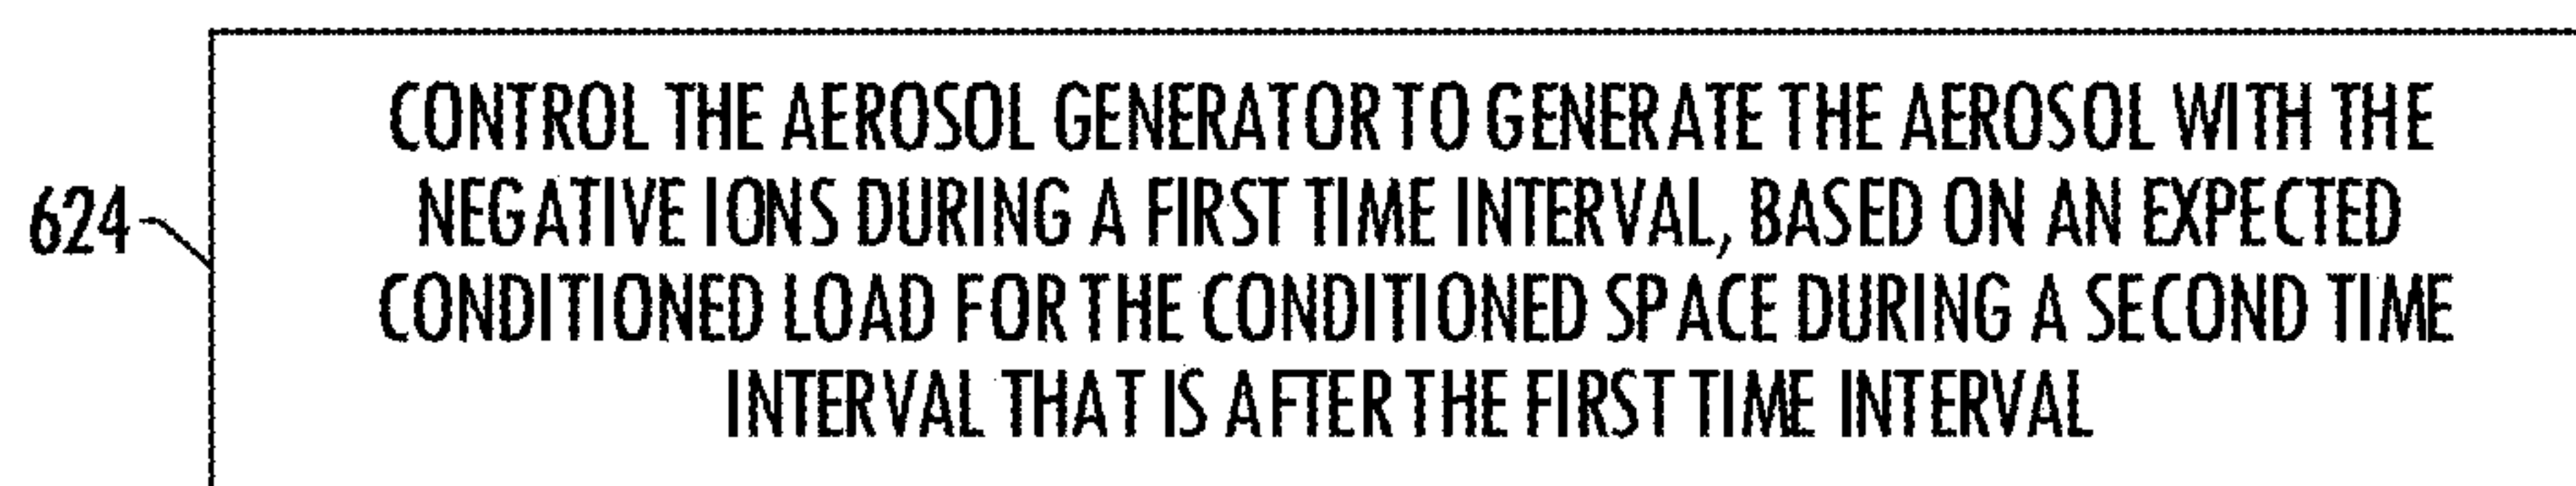 CONTROL THE AEROSOL GENERATOR TO GENERATE THE AEROSOL WITH THE
624 NEGATIVE IONS DURING A FIRST TIME INTERVAL, BASED ON AN EXPECTED
CONDITIONED LOAD FOR THE CONDITIONED SPACE DURING A SECOND TIME
INTERVAL THAT IS AFTER THE FIRST TIME INTERVAL